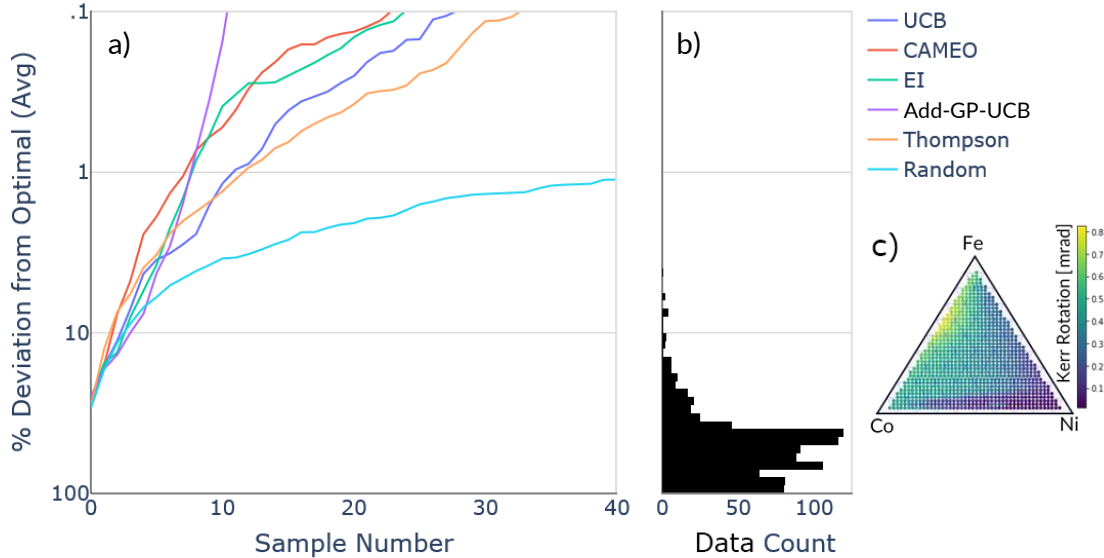 .1
1
10
100
% Deviation from Optimal (Avg)
a)
0
10
20
30
40
Sample Number
b)
0
50
100
Data Count
UCB
CAMEO
EI
Add-GP-UCB
Thompson
Random
c)
Fe
Co
Ni
Kerr Rotation [mrad]
0.8
0.7
0.6
0.5
0.4
0.3
0.2
0.1